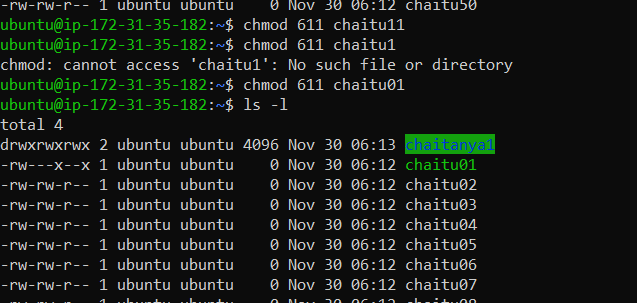 -rw-rw-r-- 1 ubuntu ubuntu    0 Nov 30 06:12 chaitu50
ubuntu@ip-172-31-35-182:~$ chmod 611 chaitu11
ubuntu@ip-172-31-35-182:~$ chmod 611 chaitu1
chmod: cannot access 'chaitu1': No such file or directory
ubuntu@ip-172-31-35-182:~$ chmod 611 chaitu01
ubuntu@ip-172-31-35-182:~$ ls -l
total 4
drwxrwxrwx 2 ubuntu ubuntu 4096 Nov 30 06:13 chaitanya1
-rw---x--x 1 ubuntu ubuntu    0 Nov 30 06:12 chaitu01
-rw-rw-r-- 1 ubuntu ubuntu    0 Nov 30 06:12 chaitu02
-rw-rw-r-- 1 ubuntu ubuntu    0 Nov 30 06:12 chaitu03
-rw-rw-r-- 1 ubuntu ubuntu    0 Nov 30 06:12 chaitu04
-rw-rw-r-- 1 ubuntu ubuntu    0 Nov 30 06:12 chaitu05
-rw-rw-r-- 1 ubuntu ubuntu    0 Nov 30 06:12 chaitu06
-rw-rw-r-- 1 ubuntu ubuntu    0 Nov 30 06:12 chaitu07